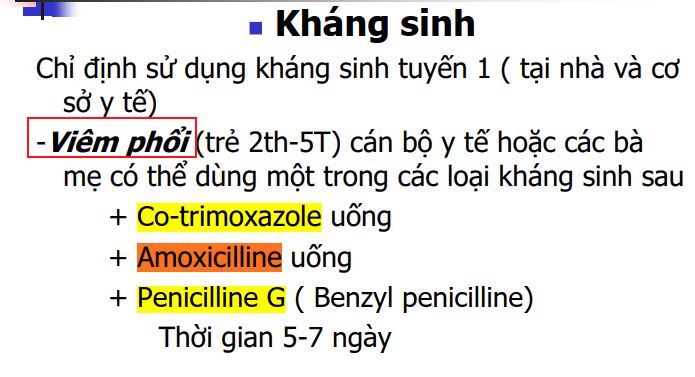 Kháng sinh
Chỉ định sử dụng kháng sinh tuyến 1 ( tại nhà và cơ
sở y tế)
-Viêm phổi (trẻ 2th-5T) cán bộ y tế hoặc các bà
mẹ có thể dùng một trong các loại kháng sinh sau
+ Co-trimoxazole uống
+ Amoxicilline uống
+ Penicilline G ( Benzyl penicilline)
Thời gian 5-7 ngày